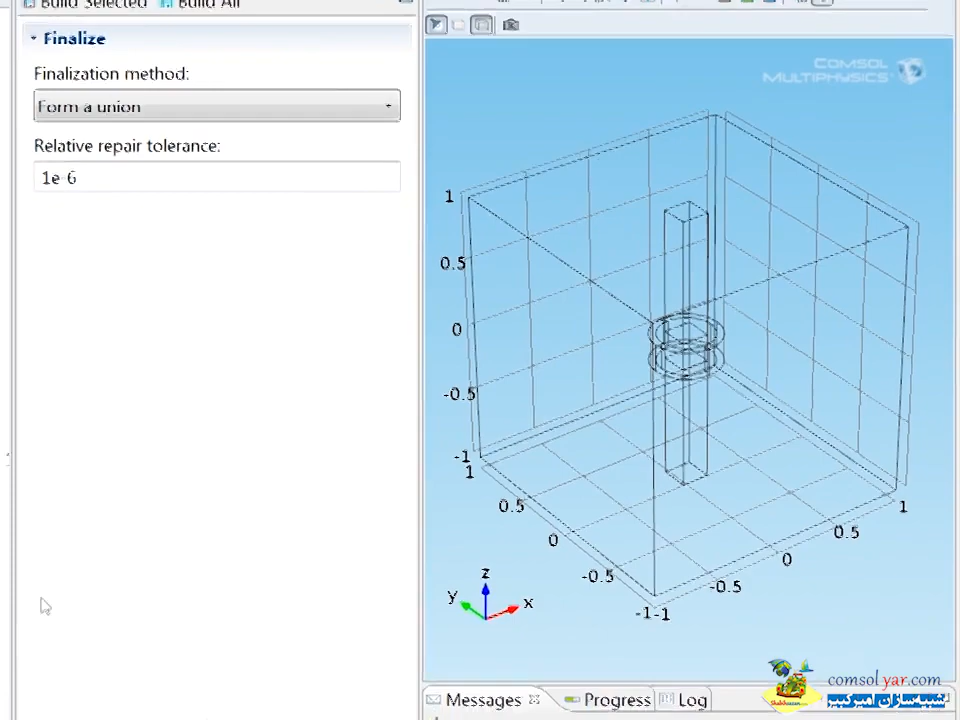 Build Selected Build All
Finalize
Finalization method:
Form a union
Relative repair tolerance:
1e-6
COMSOL
MULTIPHYSICS
1
0.5
0
-0.5
-1
1
0.5
0
-0.5
-1
-1
-0.5
0
0.5
1
z
y
x
Messages Progress Log
comsolyar.com